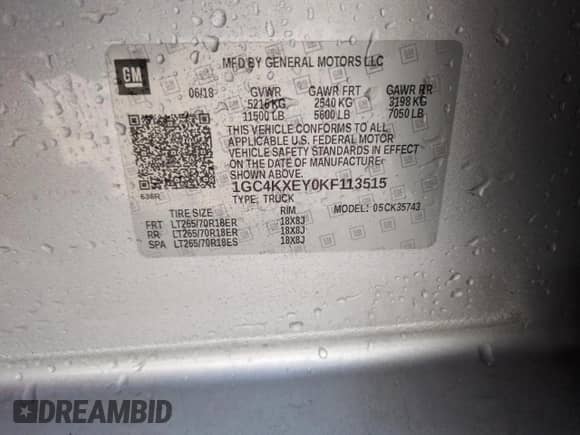 GM
MFD BY GENERAL MOTORS LLC
06/18 GVWR GAWR FRT GAWR RR
5216 KG 2540 KG 3198 KG
11500 LB 5600 LB 7050 LB
THIS VEHICLE CONFORMS TO ALL
APPLICABLE U.S. FEDERAL MOTOR
VEHICLE SAFETY STANDARDS IN EFFECT
ON THE DATE OF MANUFACTURE
SHOWN ABOVE.
636R
1GC4KXEY0KF113515
TYPE: TRUCK
TIRE SIZE RIM MODEL: 05CK35743
FRT LT265/70R18ER 18X8J
RR LT265/70R18ER 18X8J
SPA LT265/70R18ES 18X8J
DREAMBID